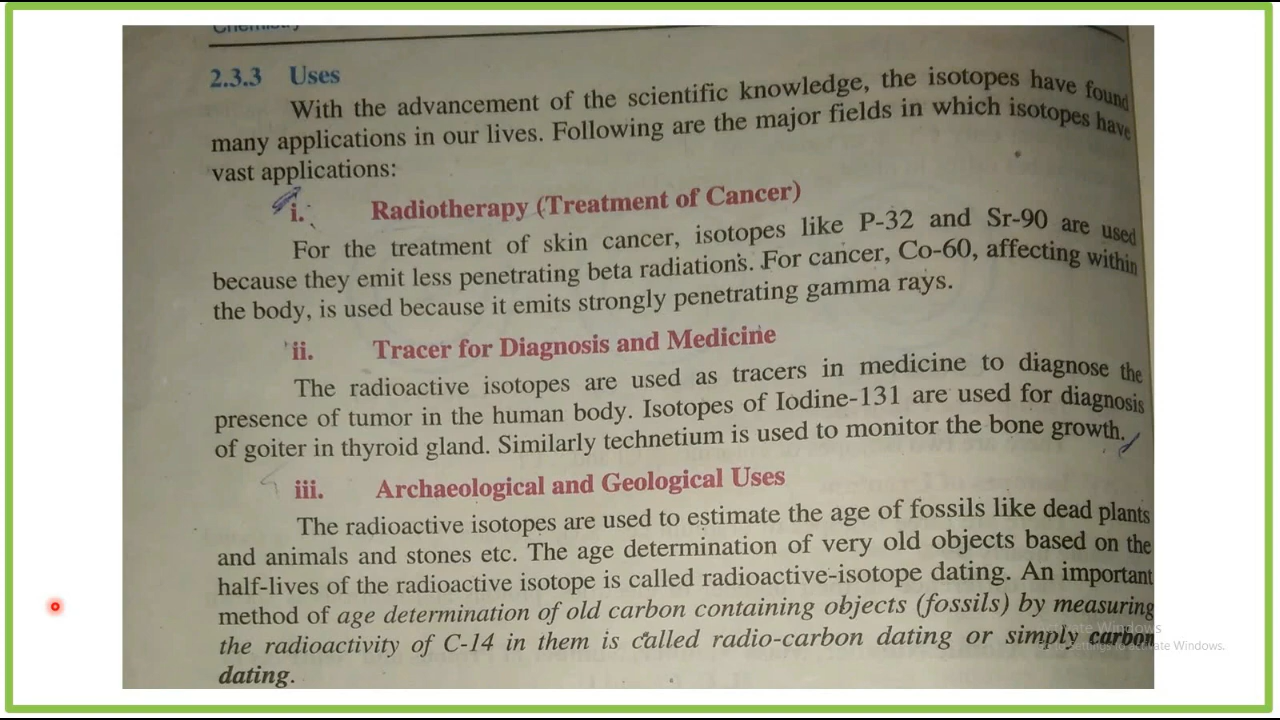 Chemistry
2.3.3 Uses
With the advancement of the scientific knowledge, the isotopes have found
many applications in our lives. Following are the major fields in which isotopes have
vast applications:
i. Radiotherapy (Treatment of Cancer)
For the treatment of skin cancer, isotopes like P-32 and Sr-90 are used
because they emit less penetrating beta radiations. For cancer, Co-60, affecting within
the body, is used because it emits strongly penetrating gamma rays.
ii. Tracer for Diagnosis and Medicine
The radioactive isotopes are used as tracers in medicine to diagnose the
presence of tumor in the human body. Isotopes of Iodine-131 are used for diagnosis
of goiter in thyroid gland. Similarly technetium is used to monitor the bone growth.
iii. Archaeological and Geological Uses
The radioactive isotopes are used to estimate the age of fossils like dead plants
and animals and stones etc. The age determination of very old objects based on the
half-lives of the radioactive isotope is called radioactive-isotope dating. An important
method of age determination of old carbon containing objects (fossils) by measuring
the radioactivity of C-14 in them is called radio-carbon dating or simply carbon
dating.
Activate Windows
Go to Settings to activate Windows.